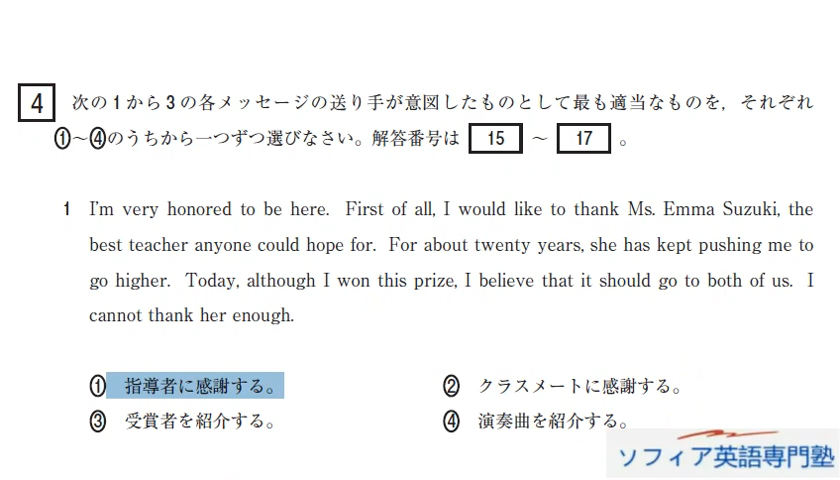 4 次の1から3の各メッセージの送り手が意図したものとして最も適当なものを，それぞれ
①～④のうちから一つずつ選びなさい。解答番号は 15 ～ 17 。
1 I'm very honored to be here. First of all, I would like to thank Ms. Emma Suzuki, the
best teacher anyone could hope for. For about twenty years, she has kept pushing me to
go higher. Today, although I won this prize, I believe that it should go to both of us. I
cannot thank her enough.
① 指導者に感謝する。 ② クラスメートに感謝する。
③ 受賞者を紹介する。 ④ 演奏曲を紹介する。
ソフィア英語専門塾